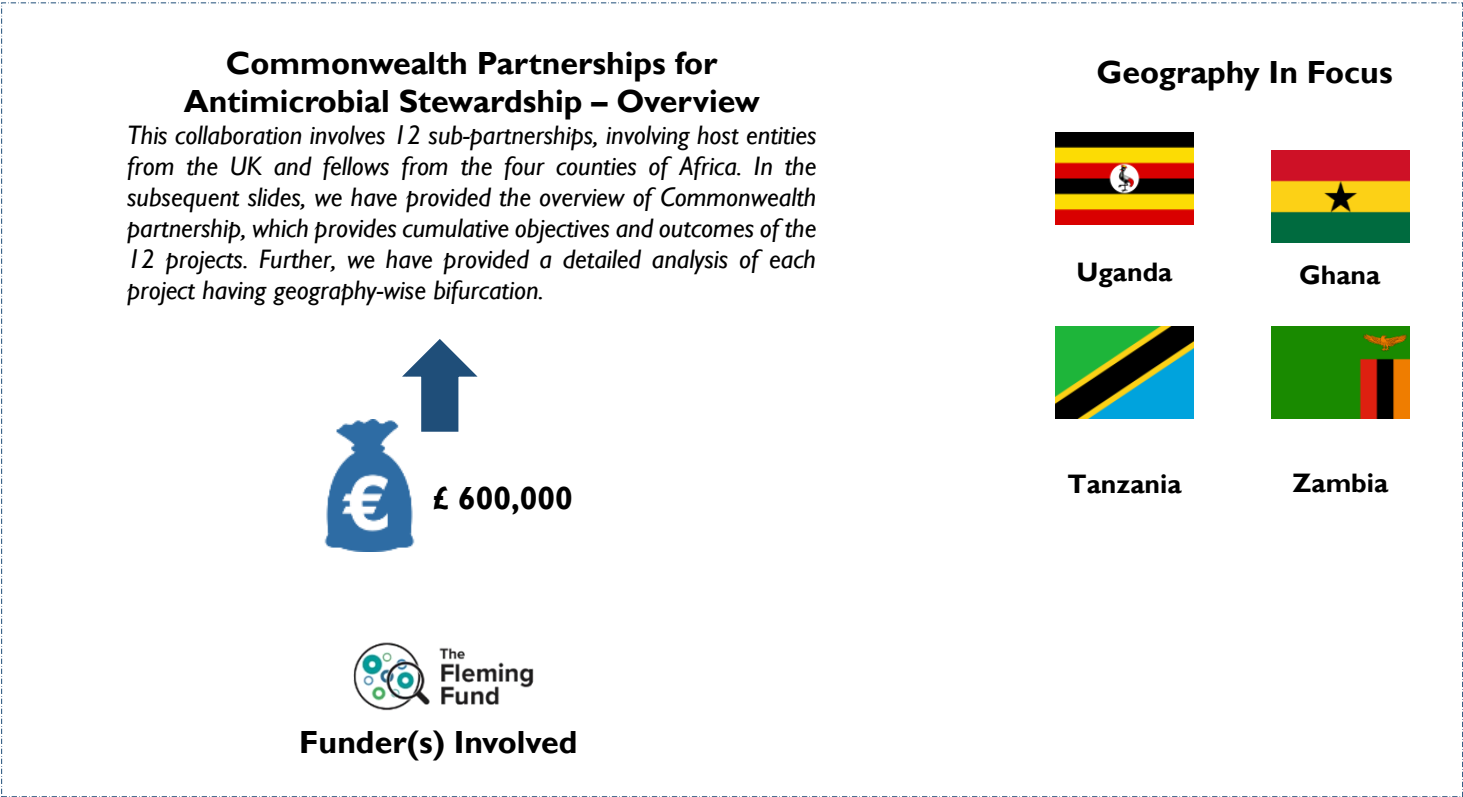 Commonwealth Partnerships for
Antimicrobial Stewardship – Overview
This collaboration involves 12 sub-partnerships, involving host entities
from the UK and fellows from the four counties of Africa. In the
subsequent slides, we have provided the overview of Commonwealth
partnership, which provides cumulative objectives and outcomes of the
12 projects. Further, we have provided a detailed analysis of each
project having geography-wise bifurcation.
€
£ 600,000
The
Fleming
Fund
Funder(s) Involved
Geography In Focus
Uganda
Ghana
Tanzania
Zambia